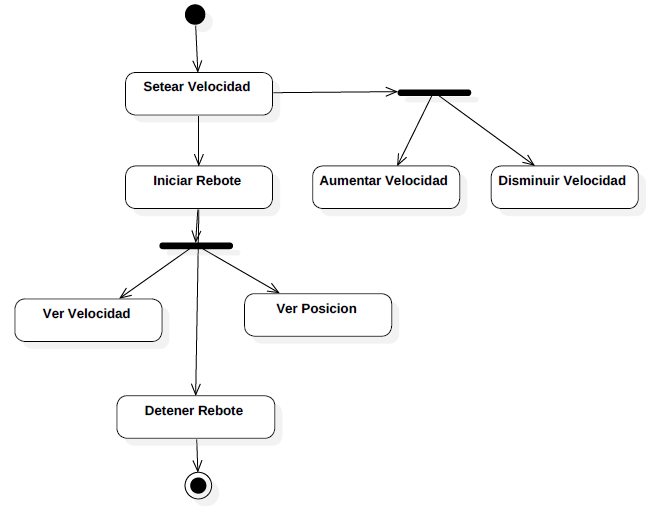 Setear Velocidad
Iniciar Rebote
Aumentar Velocidad
Disminuir Velocidad
Ver Velocidad
Ver Posicion
Detener Rebote